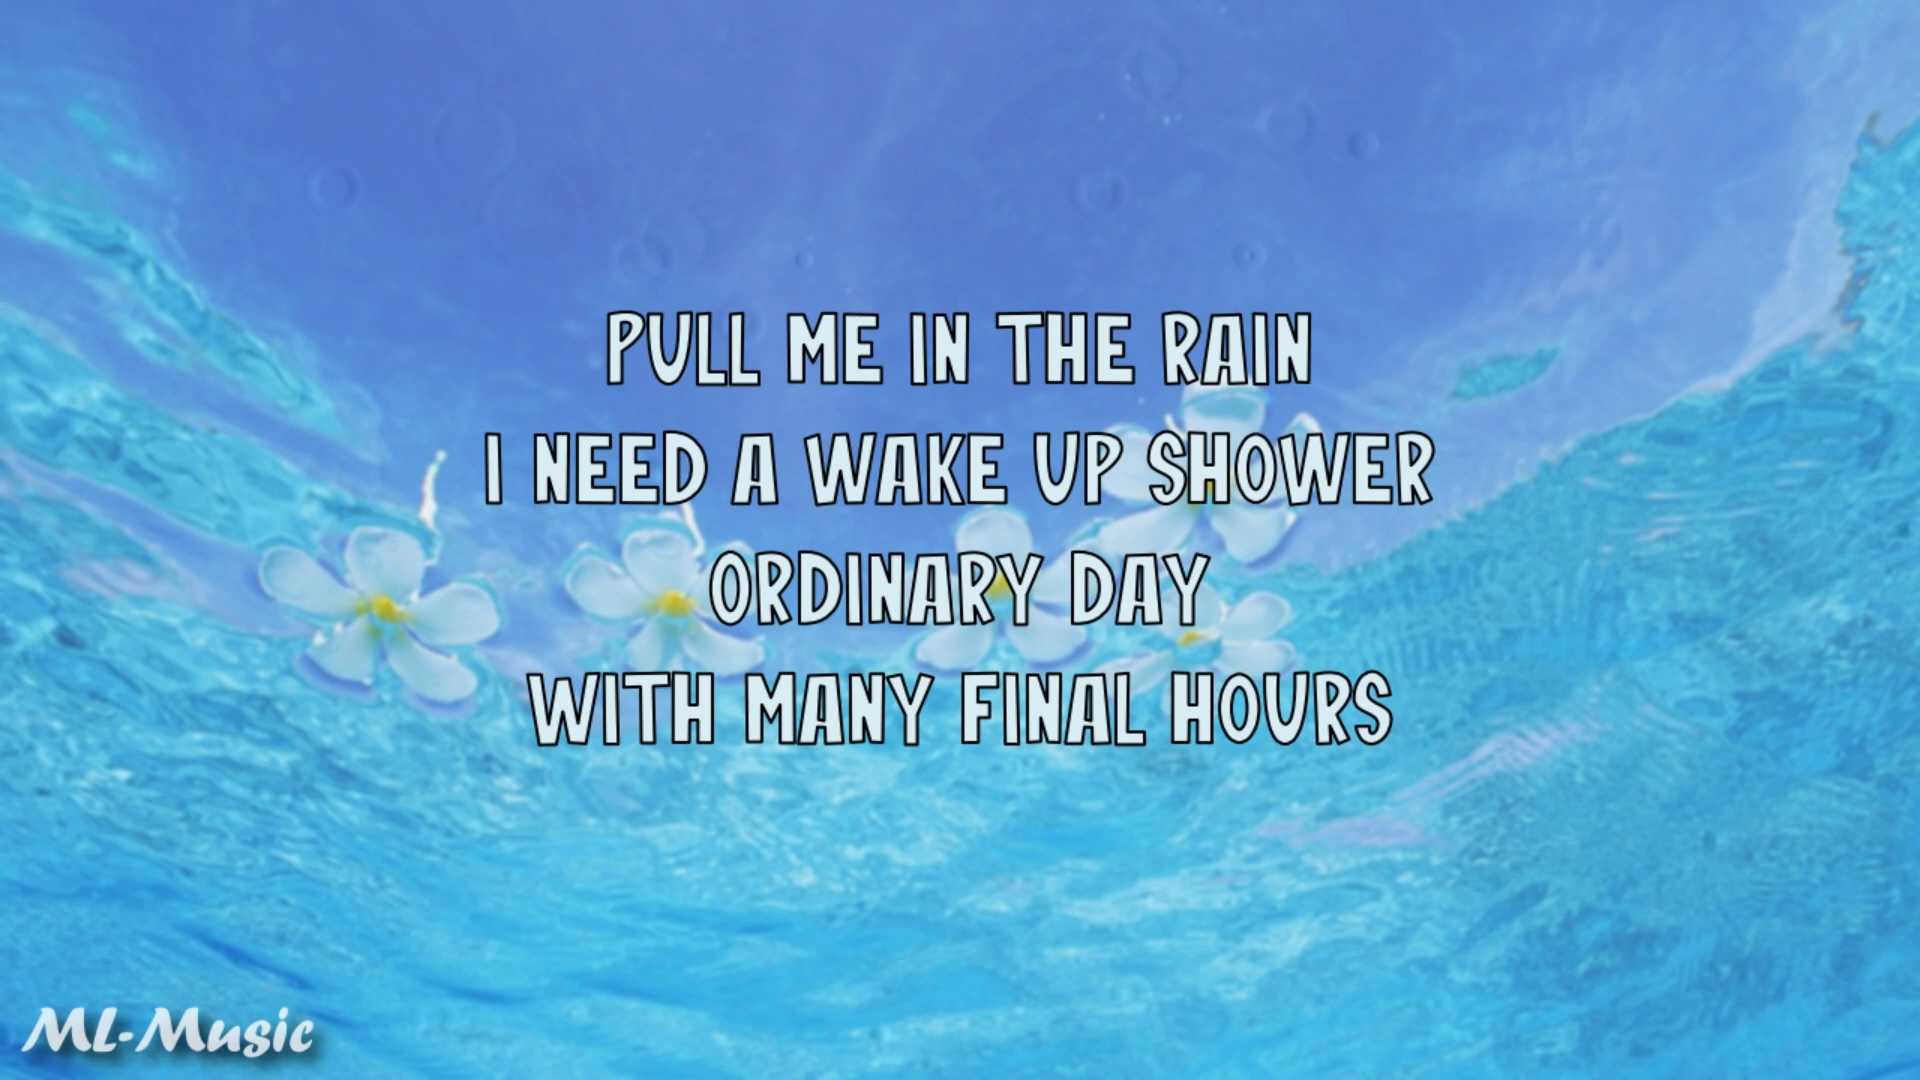 PULL ME IN THE RAIN
I NEED A WAKE UP SHOWER
ORDINARY DAY
WITH MANY FINAL HOURS
ML-Music